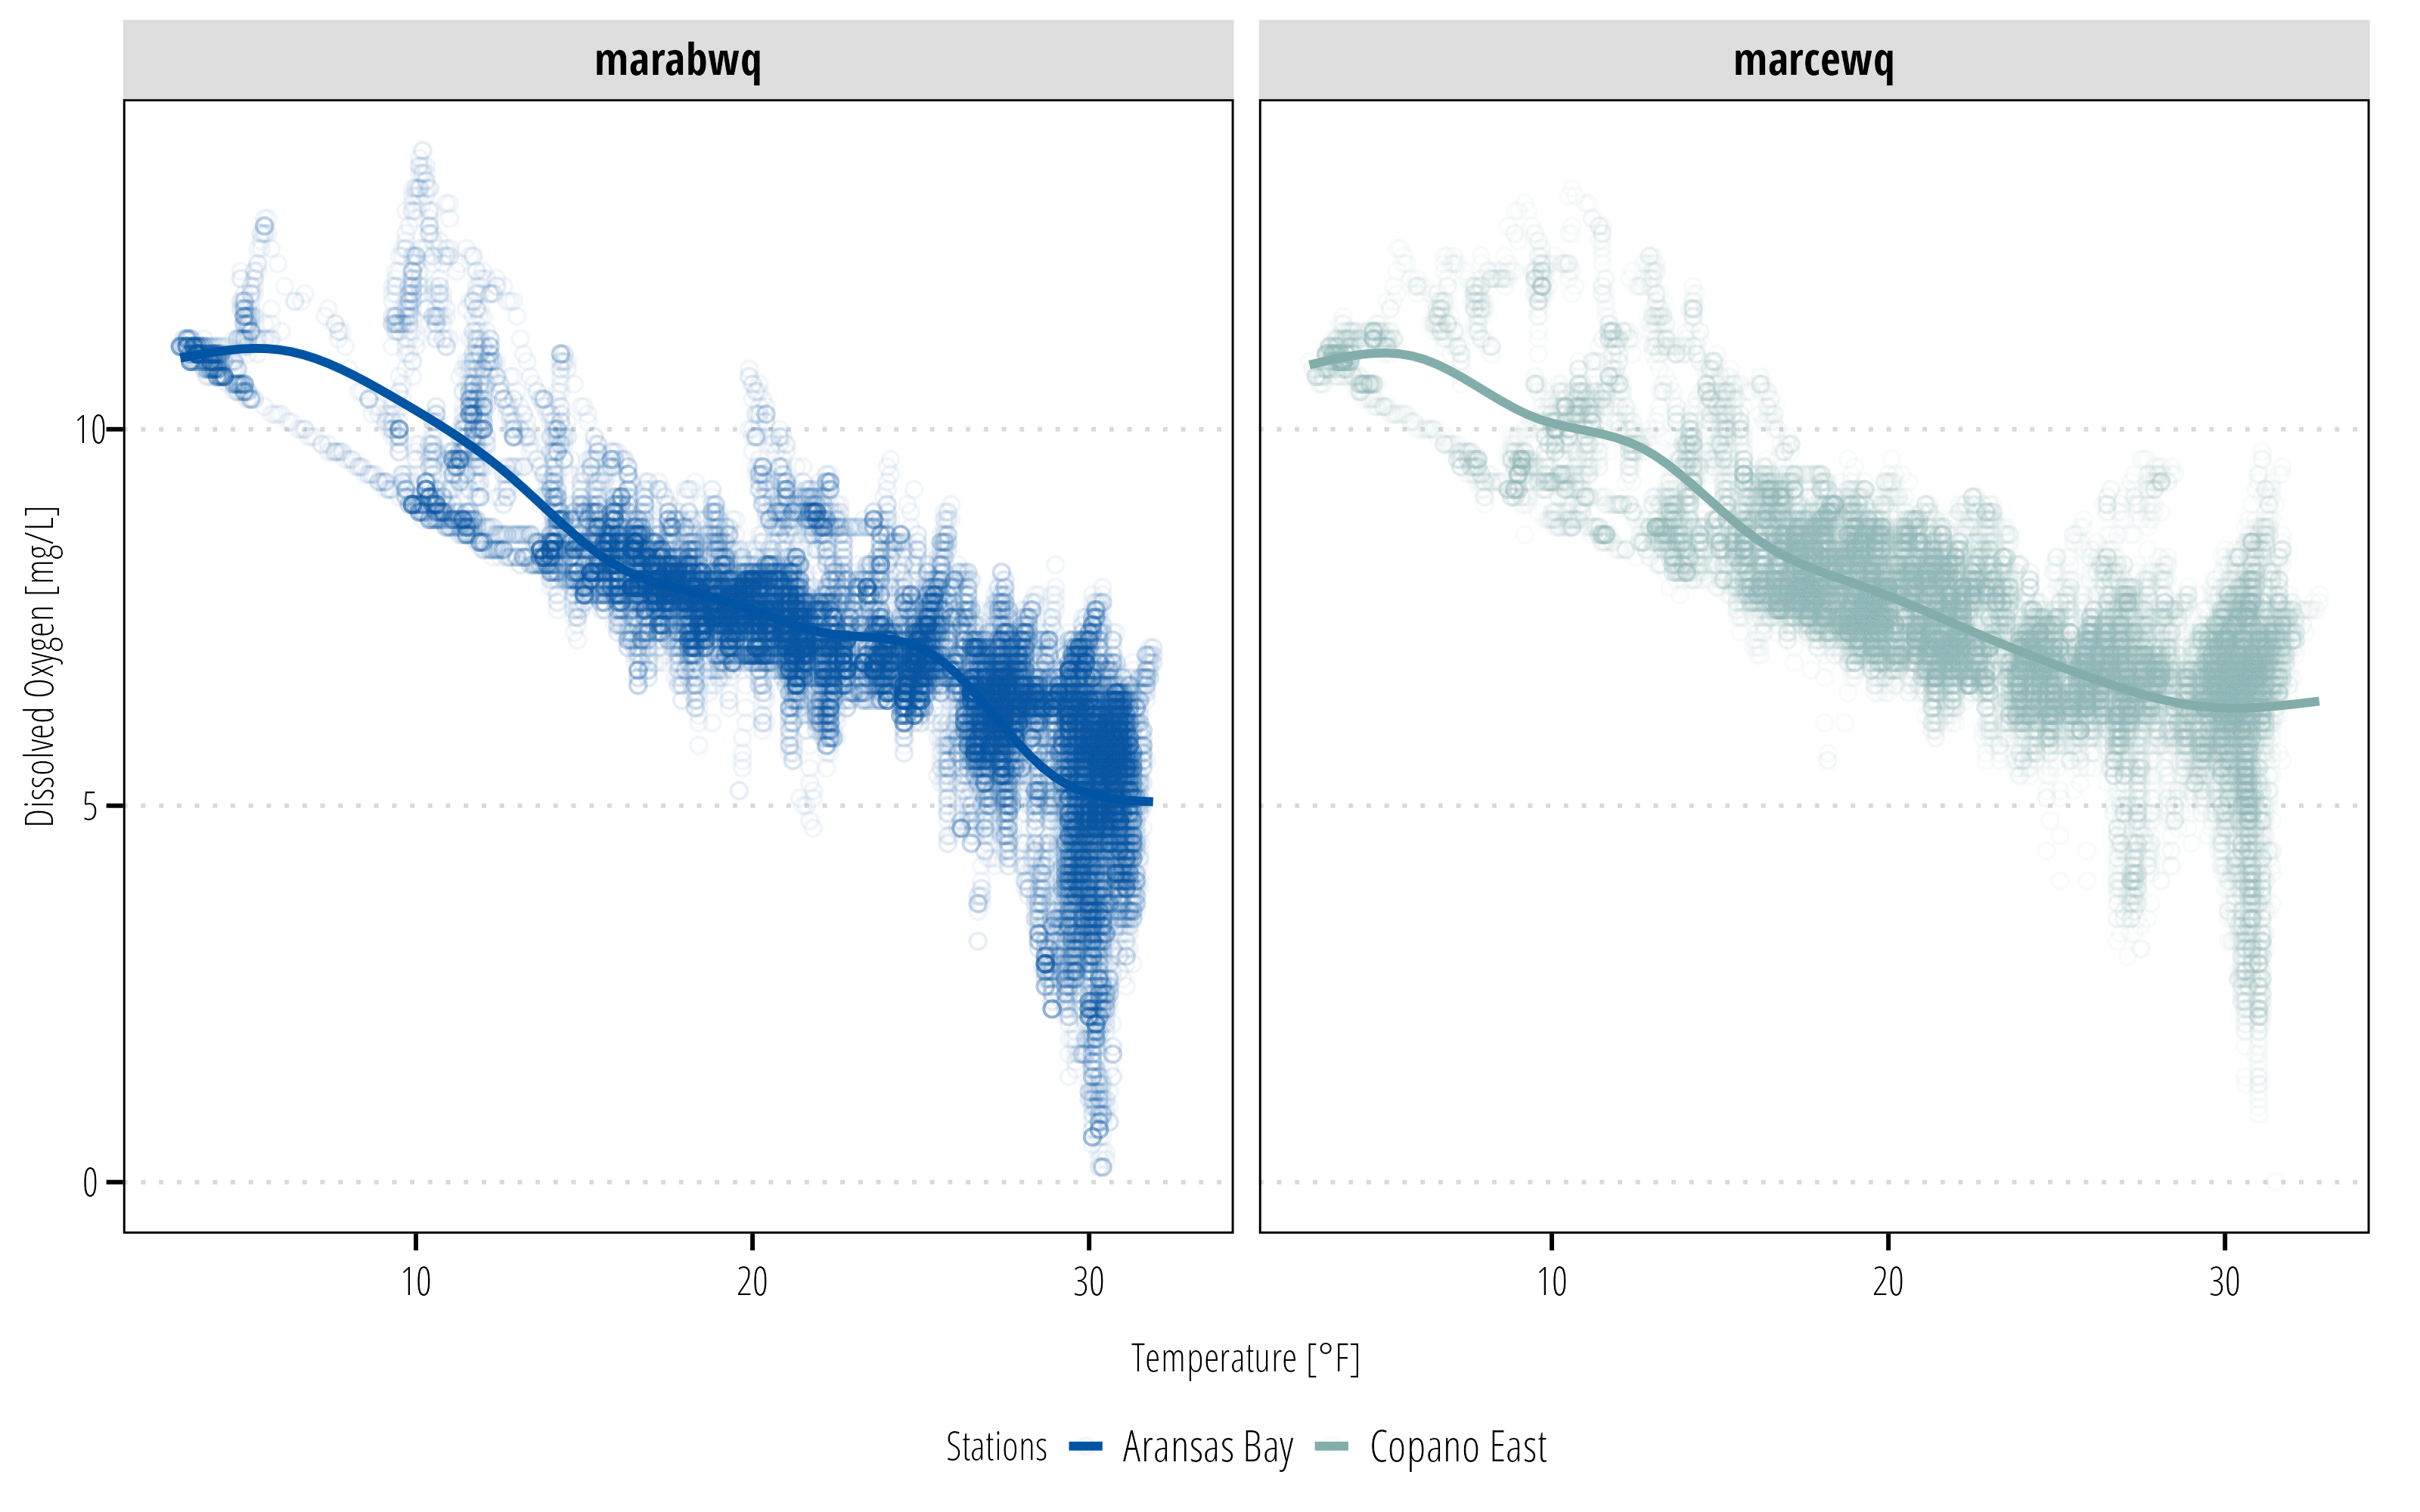 marabwq
marcewq
Dissolved Oxygen [mg/L]
10
5
0
10 20 30
10 20 30
Temperature [°F]
Stations Aransas Bay Copano East